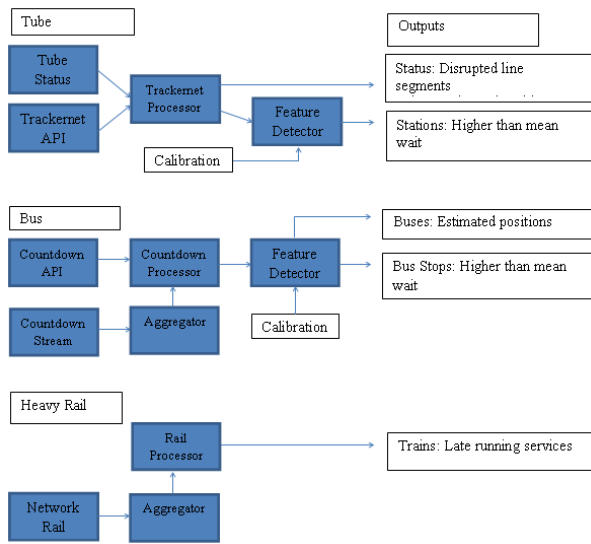 Tube
Outputs
Tube
Status
Trackernet
API
Trackernet
Processor
Feature
Detector
Calibration
Status: Disrupted line
segments
Stations: Higher than mean
wait
Bus
Countdown
API
Countdown
Processor
Feature
Detector
Countdown
Stream
Aggregator
Calibration
Buses: Estimated positions
Bus Stops: Higher than mean
wait
Heavy Rail
Rail
Processor
Network
Rail
Aggregator
Trains: Late running services